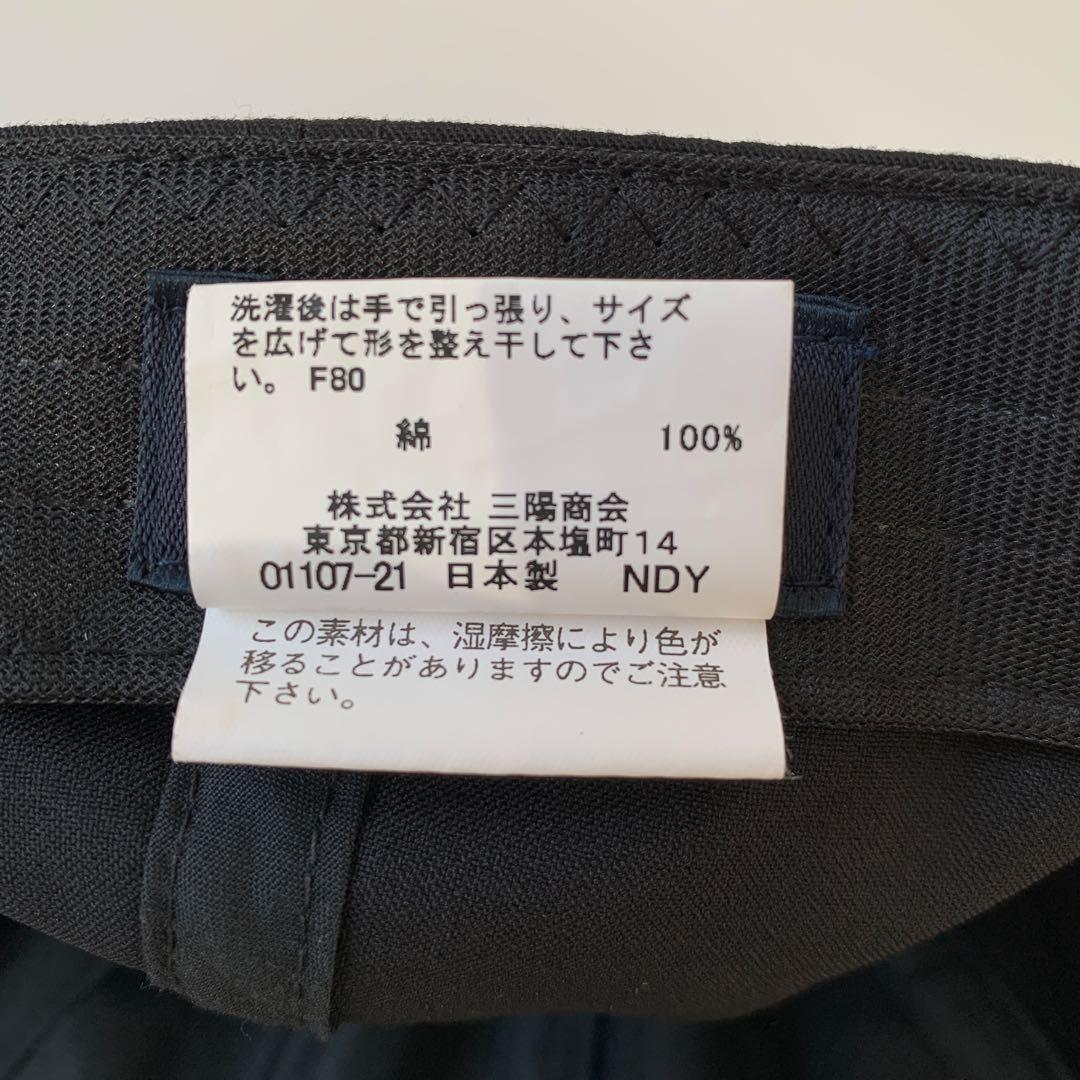 洗濯後は手で引っ張り、サイズ
を広げて形を整え干して下さ
い。 F80
綿 100%
株式会社 三陽商会
東京都新宿区本塩町14
01107-21 日本製 NDY
この素材は、湿摩擦により色が
移ることがありますのでご注意
下さい。